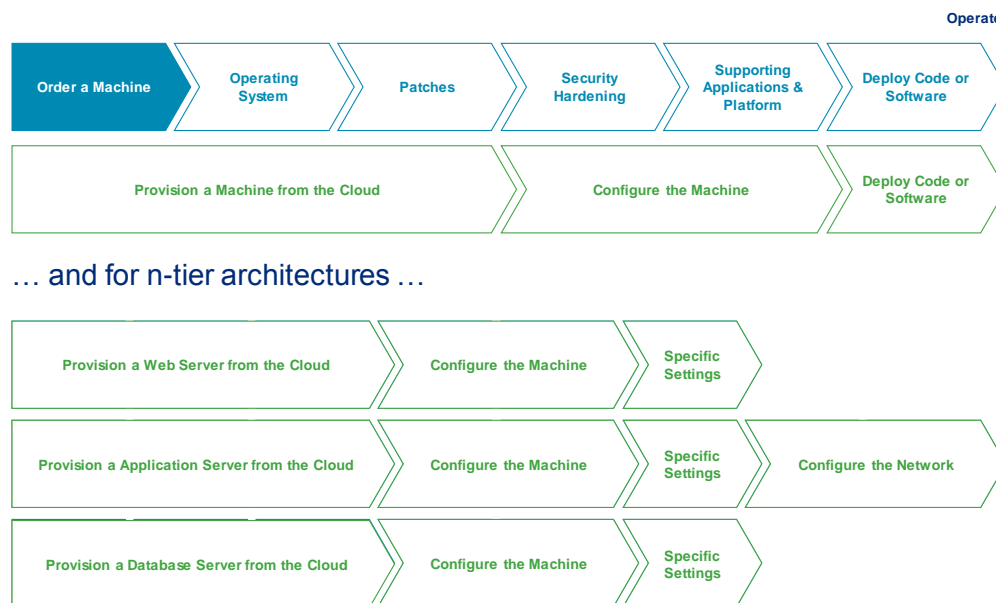 Operate
Order a Machine
Operating
System
Patches
Security
Hardening
Supporting
Applications &
Platform
Deploy Code or
Software
Provision a Machine from the Cloud
Configure the Machine
Deploy Code or
Software
… and for n-tier architectures …
Provision a Web Server from the Cloud
Configure the Machine
Specific
Settings
Provision a Application Server from the Cloud
Configure the Machine
Specific
Settings
Configure the Network
Provision a Database Server from the Cloud
Configure the Machine
Specific
Settings